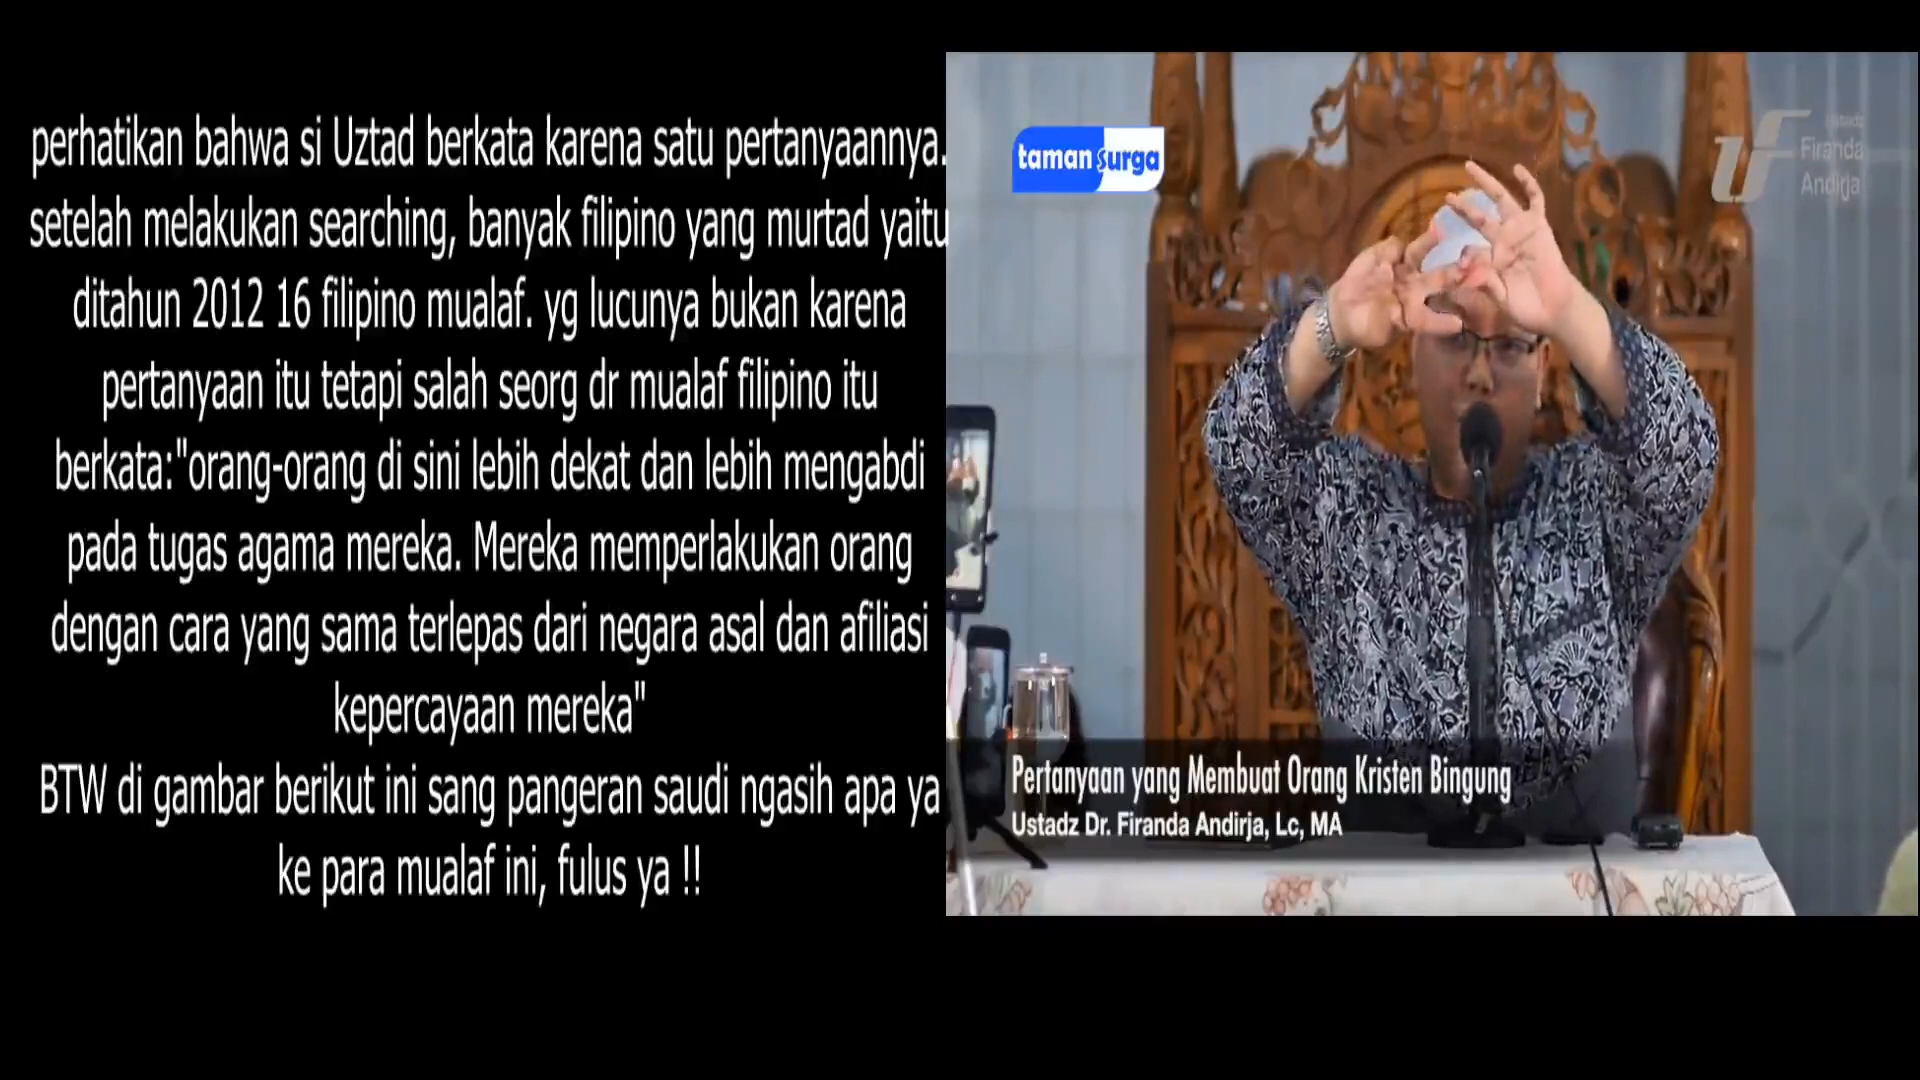 perhatikan bahwa si Uztad berkata karena satu pertanyaannya.
setelah melakukan searching, banyak filipino yang murtad yaitu
ditahun 2012 16 filipino mualaf. yg lucunya bukan karena
pertanyaan itu tetapi salah seorg dr mualaf filipino itu
berkata:"orang-orang di sini lebih dekat dan lebih mengabdi
pada tugas agama mereka. Mereka memperlakukan orang
dengan cara yang sama terlepas dari negara asal dan afiliasi
kepercayaan mereka"
BTW di gambar berikut ini sang pangeran saudi ngasih apa ya
ke para mualaf ini, fulus ya !!
taman surga
Ustadz
Firanda
Andirja
Pertanyaan yang Membuat Orang Kristen Bingung
Ustadz Dr. Firanda Andirja, Lc, MA